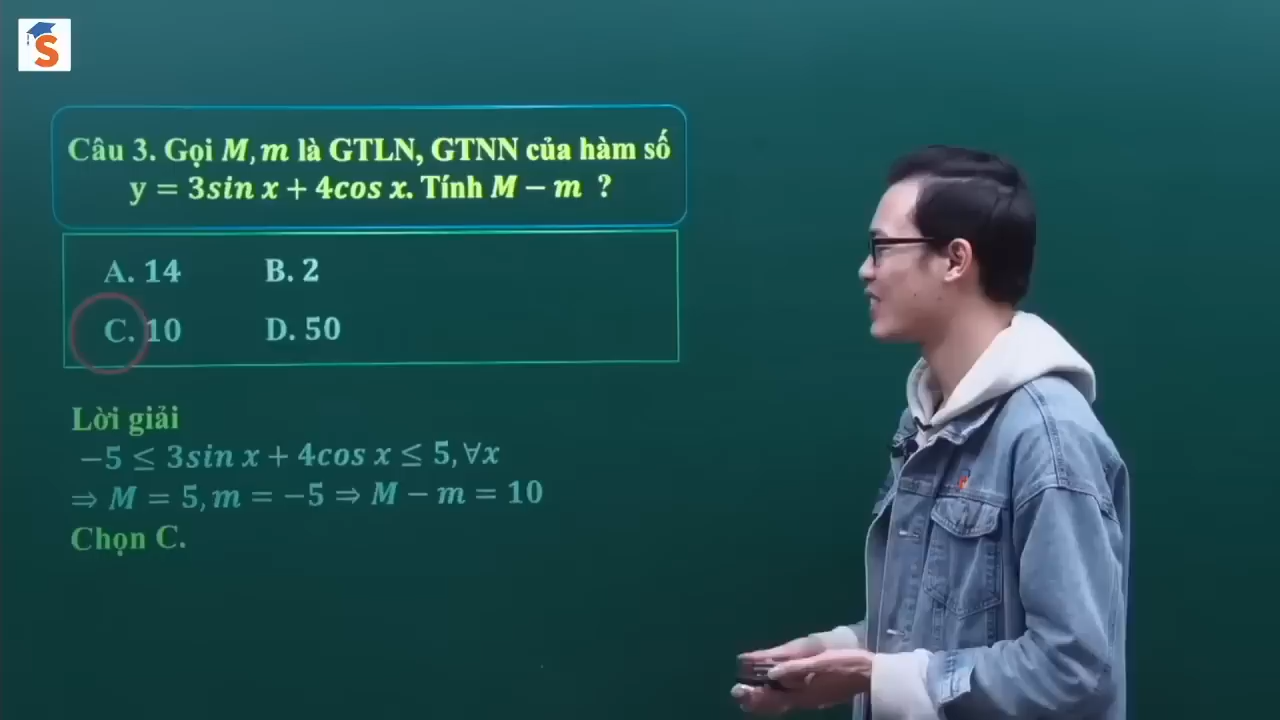 S
Câu 3. Gọi M, m là GTLN, GTNN của hàm số
y = 3sin x + 4cos x. Tính M − m ?
A. 14 B. 2
C. 10 D. 50
Lời giải
−5 ≤ 3sin x + 4cos x ≤ 5, ∀x
⇒ M = 5, m = −5 ⇒ M − m = 10
Chọn C.